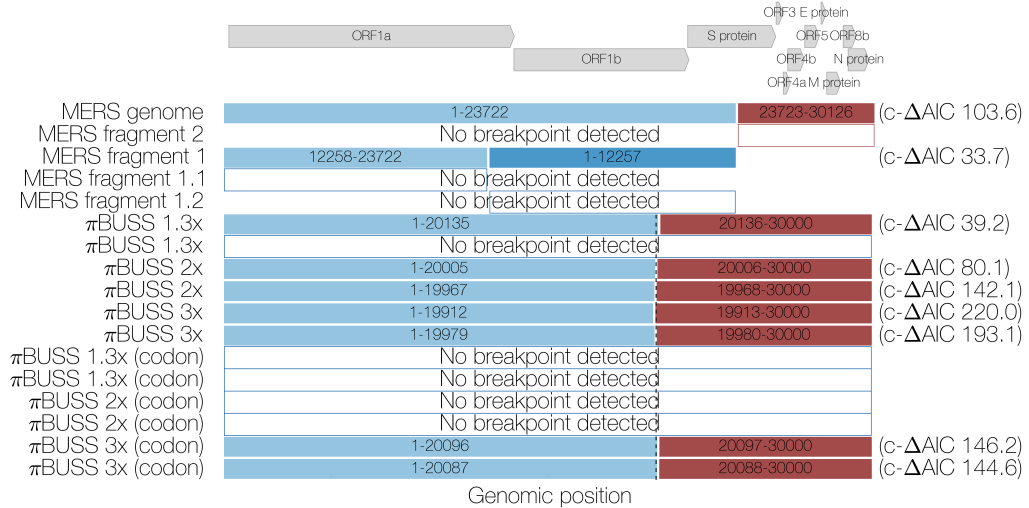 ORF3 E protein
ORF1a S protein ORF5 ORF8b
ORF1b ORF4b N protein
ORF4a M protein
MERS genome 1-23722 23723-30126 (c-ΔAIC 103.6)
MERS fragment 2 No breakpoint detected
MERS fragment 1 12258-23722 1-12257 (c-ΔAIC 33.7)
MERS fragment 1.1 No breakpoint detected
MERS fragment 1.2 No breakpoint detected
πBUSS 1.3x 1-20135 20136-30000 (c-ΔAIC 39.2)
πBUSS 1.3x No breakpoint detected
πBUSS 2x 1-20005 20006-30000 (c-ΔAIC 80.1)
πBUSS 2x 1-19967 19968-30000 (c-ΔAIC 142.1)
πBUSS 3x 1-19912 19913-30000 (c-ΔAIC 220.0)
πBUSS 3x 1-19979 19980-30000 (c-ΔAIC 193.1)
πBUSS 1.3x (codon) No breakpoint detected
πBUSS 1.3x (codon) No breakpoint detected
πBUSS 2x (codon) No breakpoint detected
πBUSS 2x (codon) No breakpoint detected
πBUSS 3x (codon) 1-20096 20097-30000 (c-ΔAIC 146.2)
πBUSS 3x (codon) 1-20087 20088-30000 (c-ΔAIC 144.6)
Genomic position